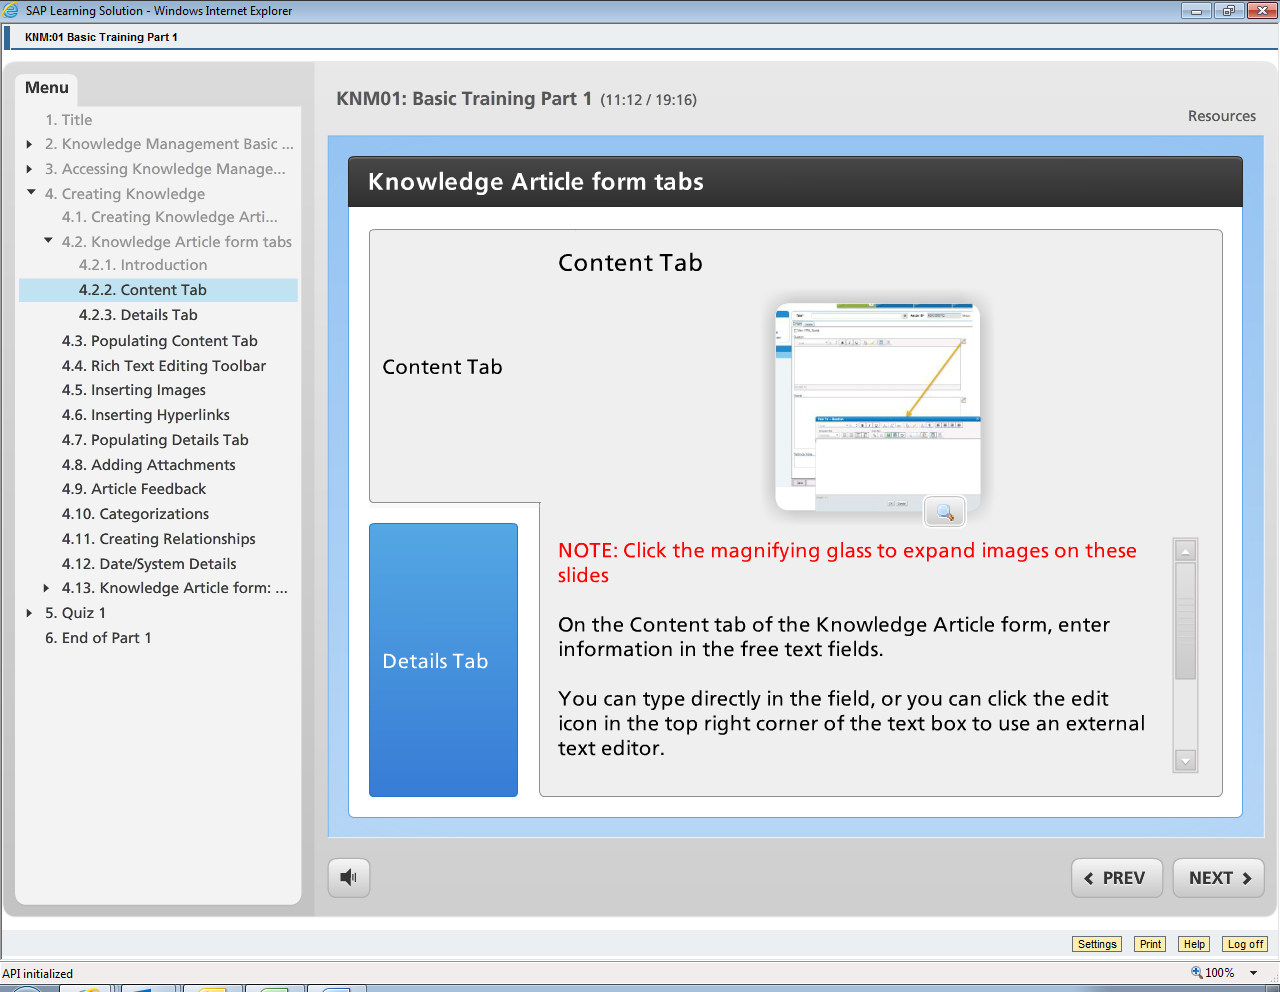 SAP Learning Solution - Windows Internet Explorer
KNM:01 Basic Training Part 1
Menu
1. Title
2. Knowledge Management Basic ...
3. Accessing Knowledge Manage...
4. Creating Knowledge
4.1. Creating Knowledge Arti...
4.2. Knowledge Article form tabs
4.2.1. Introduction
4.2.2. Content Tab
4.2.3. Details Tab
4.3. Populating Content Tab
4.4. Rich Text Editing Toolbar
4.5. Inserting Images
4.6. Inserting Hyperlinks
4.7. Populating Details Tab
4.8. Adding Attachments
4.9. Article Feedback
4.10. Categorizations
4.11. Creating Relationships
4.12. Date/System Details
4.13. Knowledge Article form: ...
5. Quiz 1
6. End of Part 1
KNM01: Basic Training Part 1 (11:12 / 19:16)
Resources
Knowledge Article form tabs
Content Tab
Details Tab
Content Tab
NOTE: Click the magnifying glass to expand images on these
slides
On the Content tab of the Knowledge Article form, enter
information in the free text fields.
You can type directly in the field, or you can click the edit
icon in the top right corner of the text box to use an external
text editor.
PREV
NEXT
Settings
Print
Help
Log off
API initialized
100%